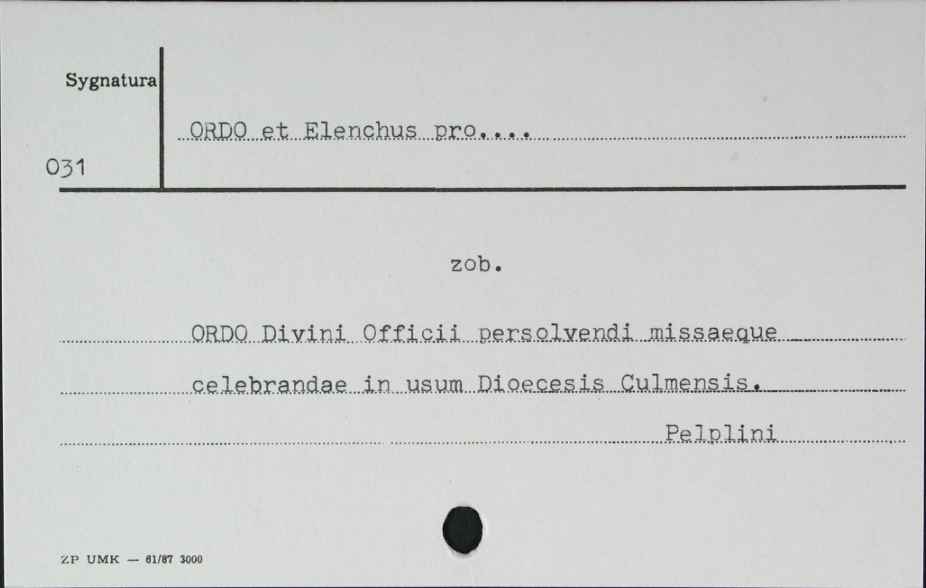 Sygnatura
ORDO et Elenchus pro....
031
zob.
ORDO Divini Officii persolvendi missaeque
celebrandae in usum Dioecesis Culmensis.
Pelplini
ZP UMK — 61/87 3000